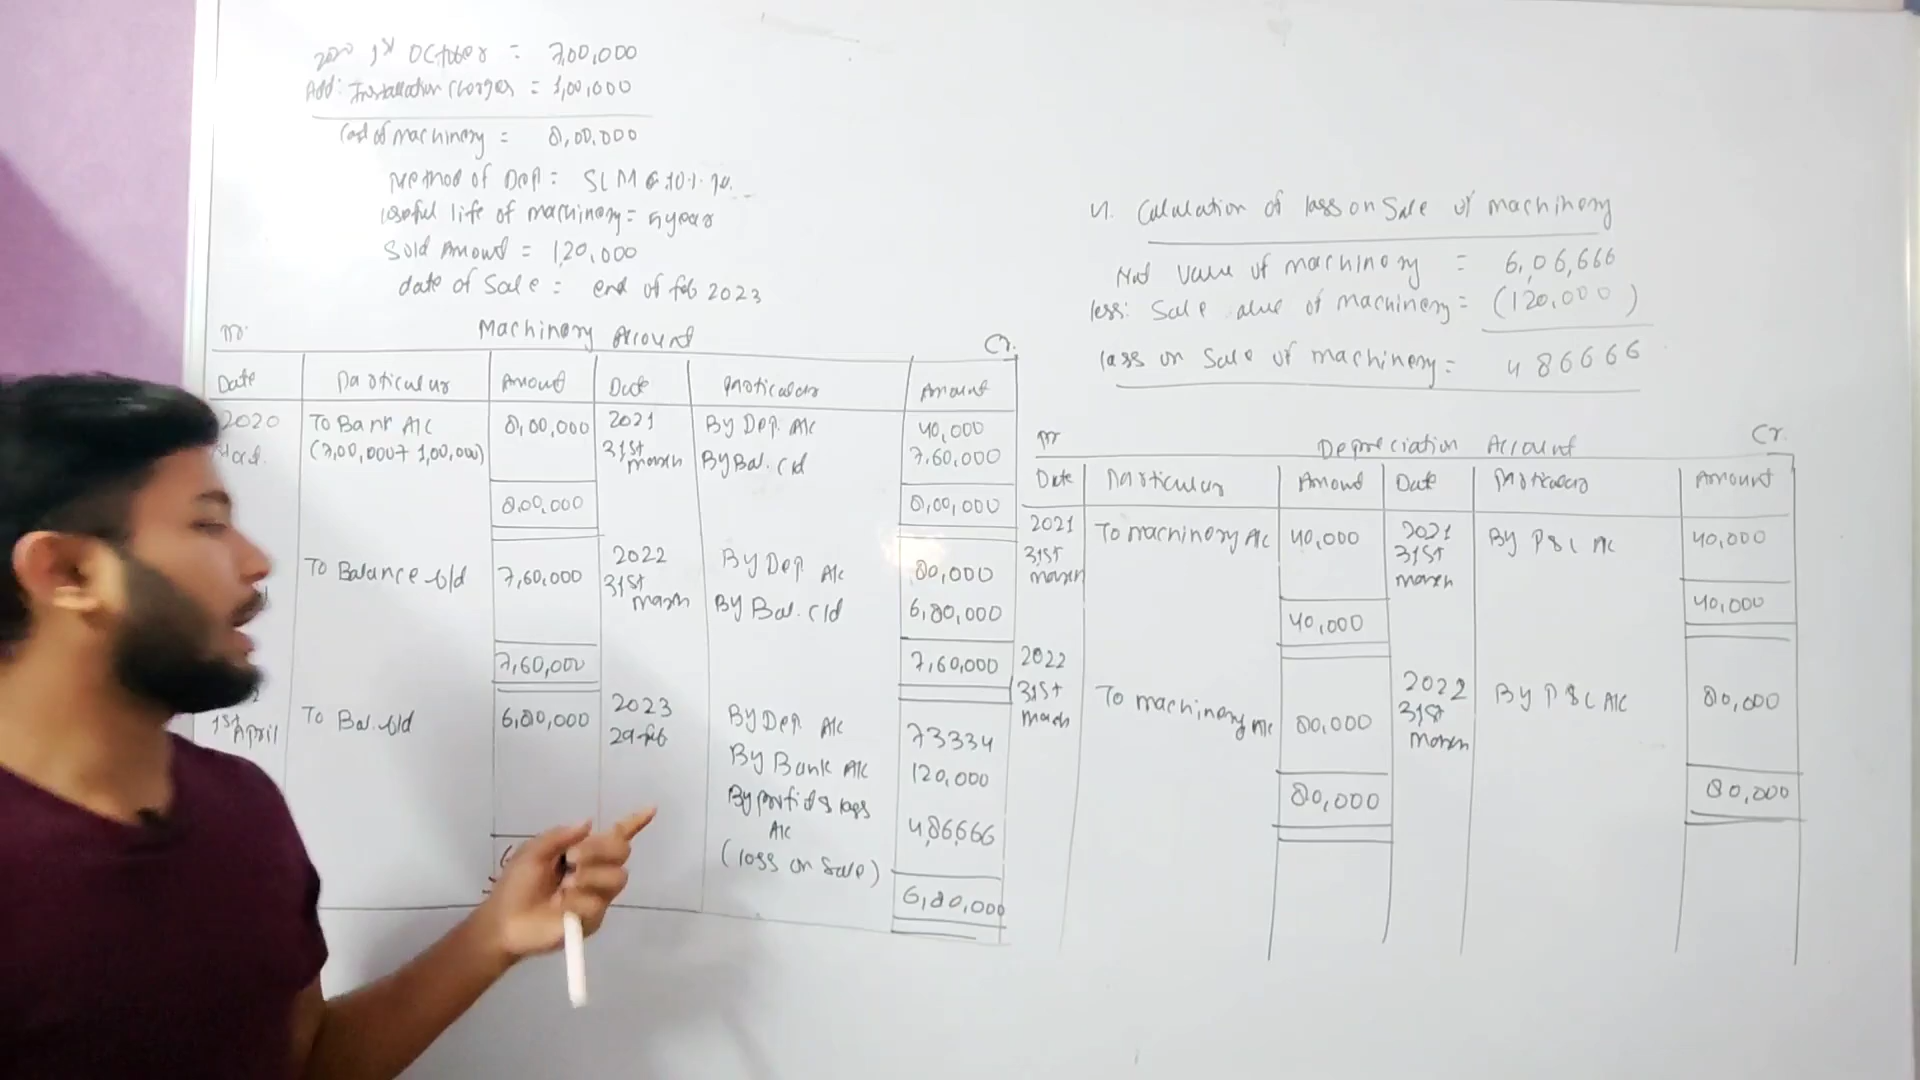 2020 1st October = 7,00,000
Add: Installation Charges = 1,00,000
Cost of machinery = 8,00,000
Method of Dep = SLM @ 10%
Useful life of machinery = 5 year
Sold Amount = 1,20,000
date of Sale = end of feb 2023
4. Calculation of loss on Sale of machinery
Net value of machinery = 6,06,666
less: Sale value of machinery = (120,000)
loss on Sale of machinery = 486666
Dr. Machinery Account Cr.
Date Particular Amount Date Particular Amount
2020 To Bank A/C 8,00,000 2021 By Dep. A/c 40,000
(7,00,000+ 1,00,000) 31st march By Bal. c/d 7,60,000
8,00,000 8,00,000
To Balance b/d 7,60,000 2022 31st march By Dep A/c 80,000
By Bal. c/d 6,80,000
7,60,000 7,60,000
1st April To Bal. b/d 6,80,000 2023 29 feb By Dep A/c 73334
By Bank A/c 120,000
By profit & loss A/c 4,86,666
(loss on Sale)
6,80,000
Dr Depreciation Account Cr.
Date Particular Amount Date Particular Amount
2021 31st march To machinery A/c 40,000 2021 31st march By P&L A/c 40,000
40,000 40,000
2022 31st march To machinery A/c 80,000 2022 31st march By P&L A/C 80,000
80,000 80,000